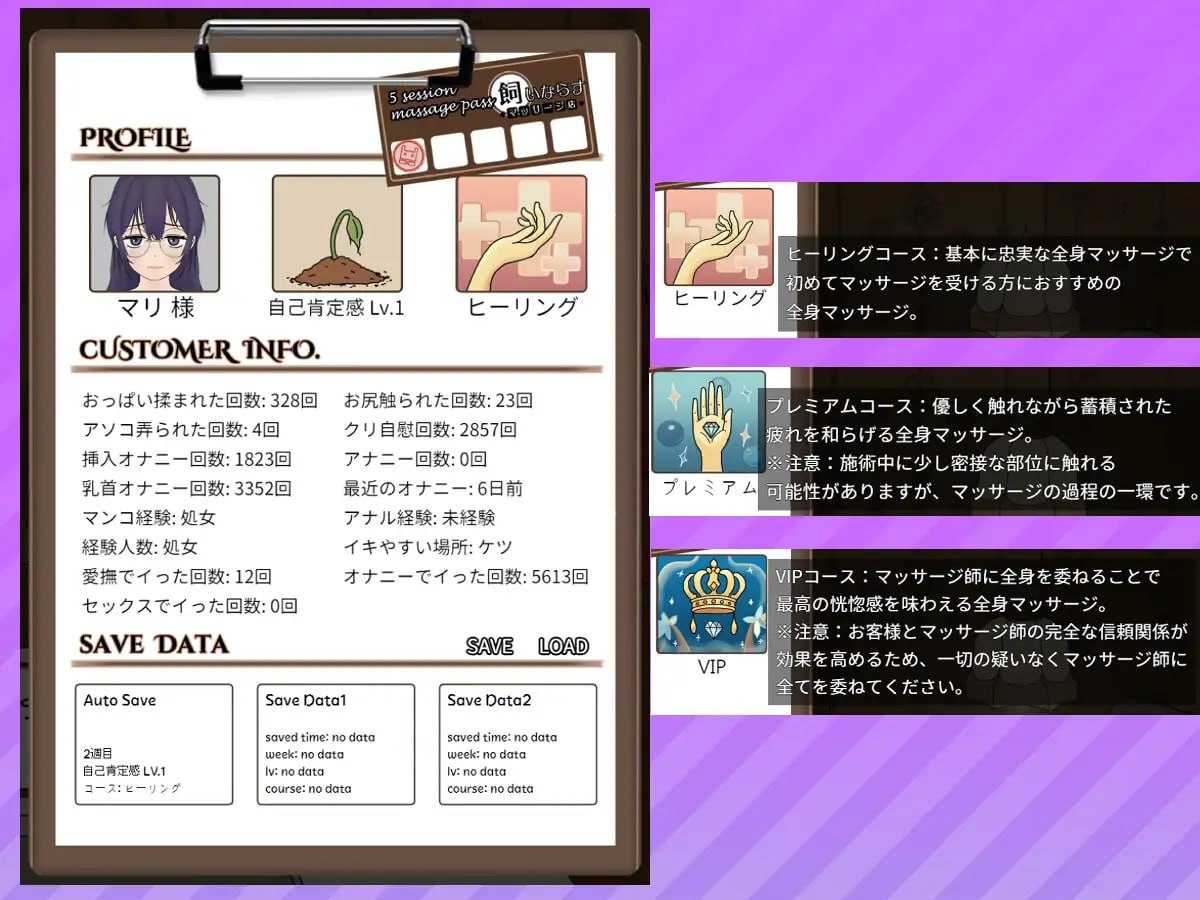 5 session
massage pass
飼いならす
マッサージ店
PROFILE
マリ 様
自己肯定感 Lv.1
ヒーリング
CUSTOMER INFO.
おっぱい揉まれた回数: 328回
お尻触られた回数: 23回
アソコ弄られた回数: 4回
クリ自慰回数: 2857回
挿入オナニー回数: 1823回
アナニー回数: 0回
乳首オナニー回数: 3352回
最近のオナニー: 6日前
マンコ経験: 処女
アナル経験: 未経験
経験人数: 処女
イキやすい場所: ケツ
愛撫でイった回数: 12回
オナニーでイった回数: 5613回
セックスでイった回数: 0回
SAVE DATA
SAVE LOAD
Auto Save
2週目
自己肯定感 LV.1
コース: ヒーリング
Save Data1
saved time: no data
week: no data
lv: no data
course: no data
Save Data2
saved time: no data
week: no data
lv: no data
course: no data
ヒーリング
ヒーリングコース：基本に忠実な全身マッサージで
初めてマッサージを受ける方におすすめの
全身マッサージ。
プレミアム
プレミアムコース：優しく触れながら蓄積された
疲れを和らげる全身マッサージ。
※注意：施術中に少し密接な部位に触れる
可能性がありますが、マッサージの過程の一環です。
VIP
VIPコース：マッサージ師に全身を委ねることで
最高の恍惚感を味わえる全身マッサージ。
※注意：お客様とマッサージ師の完全な信頼関係が
効果を高めるため、一切の疑いなくマッサージ師に
全てを委ねてください。